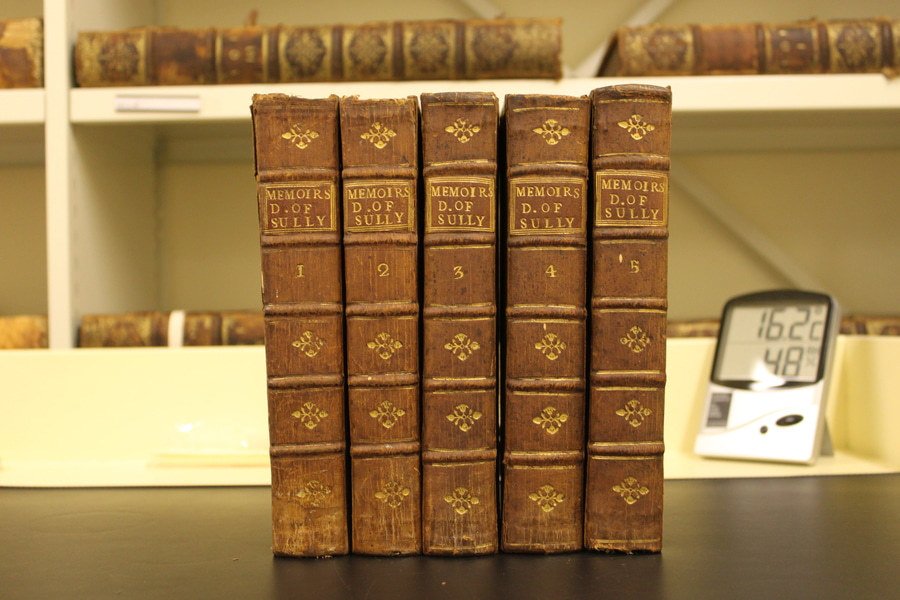 MEMOIRS
D. OF
SULLY
1
MEMOIRS
D. OF
SULLY
2
MEMOIRS
D. OF
SULLY
3
MEMOIRS
D. OF
SULLY
4
MEMOIRS
D. OF
SULLY
5
16.2
48